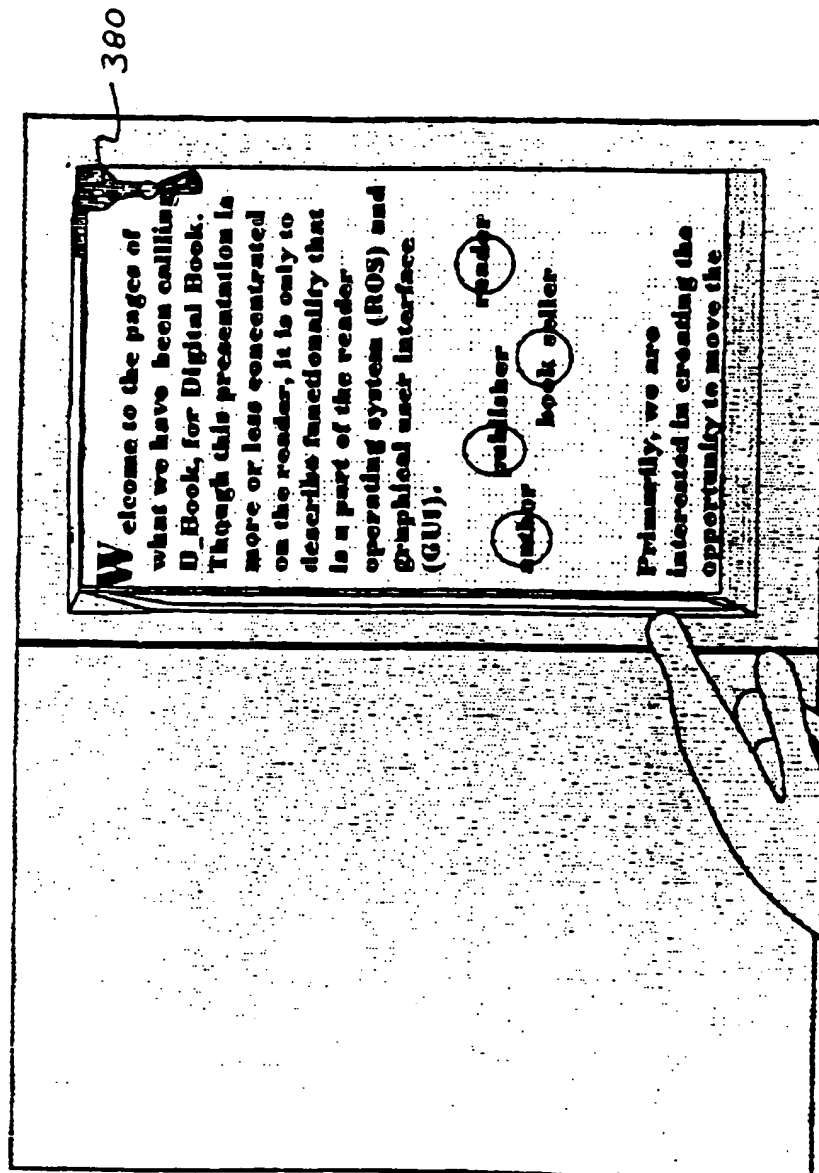 380
Welcome to the pages of
what we have been calling
D_Book, for Digital Book.
Though this presentation is
more or less concentrated
on the reader, it is only to
describe functionality that
is a part of the reader
operating system (ROS) and
graphical user interface
(GUI).
author publisher reader
book seller
Primarily, we are
interested in creating the
opportunity to move the